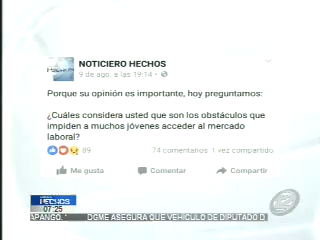 NOTICIERO HECHOS
9 de ago. a las 19:14 •
Porque su opinión es importante, hoy preguntamos:
¿Cuáles considera usted que son los obstáculos que
impiden a muchos jóvenes acceder al mercado
laboral?
89 74 comentarios 1 vez compartido
Me gusta Comentar Compartir
HECHOS
07:25
APANGO. DGME ASEGURA QUE VEHÍCULO DE DIPUTADO D